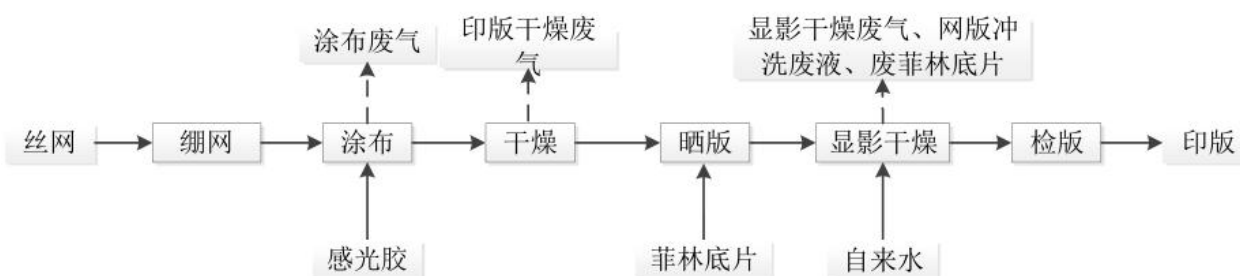 涂布废气
印版干燥废
气
显影干燥废气、网版冲
洗废液、废菲林底片
丝网
绷网
涂布
干燥
晒版
显影干燥
检版
印版
感光胶
菲林底片
自来水